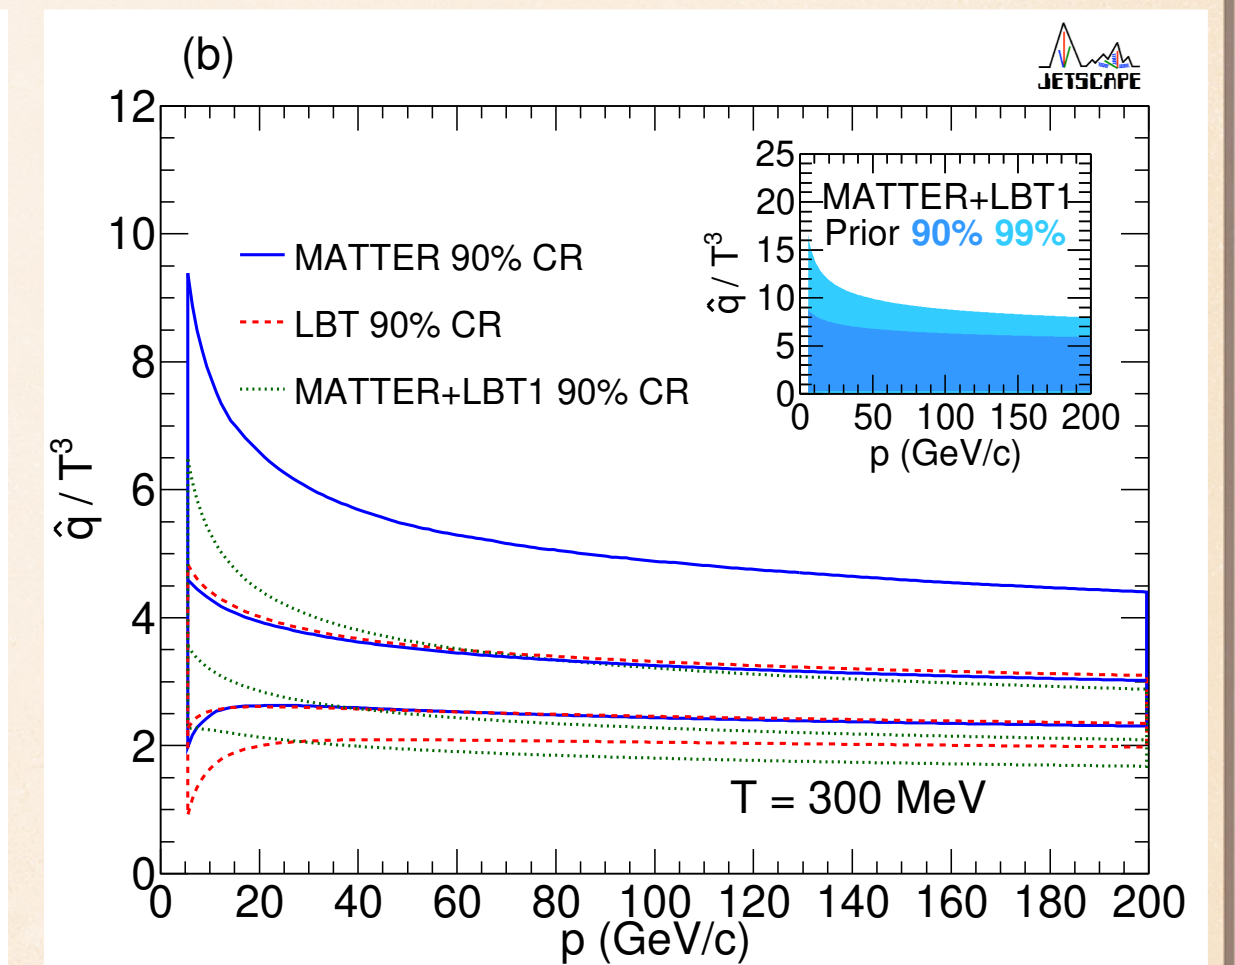 (b)
JETSCAPE
12
10
8
6
4
2
0
q̂ / T³
MATTER 90% CR
LBT 90% CR
MATTER+LBT1 90% CR
25
20
15
10
5
0
q̂ / T³
MATTER+LBT1
Prior 90% 99%
0 50 100 150 200
p (GeV/c)
T = 300 MeV
0 20 40 60 80 100 120 140 160 180 200
p (GeV/c)